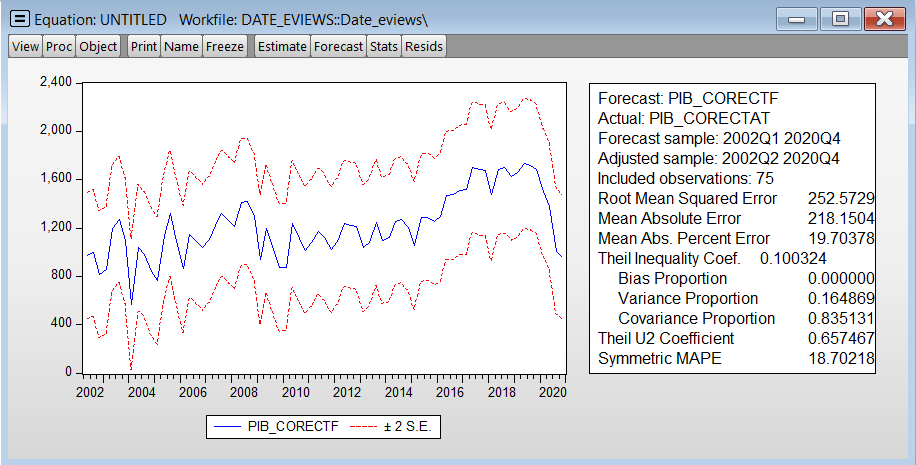 Equation: UNTITLED   Workfile: DATE_EVIEWS::Date_eviews\
View Proc Object Print Name Freeze Estimate Forecast Stats Resids
2,400
2,000
1,600
1,200
800
400
0
2002 2004 2006 2008 2010 2012 2014 2016 2018 2020
PIB_CORECTF ± 2 S.E.
Forecast: PIB_CORECTF
Actual: PIB_CORECTAT
Forecast sample: 2002Q1 2020Q4
Adjusted sample: 2002Q2 2020Q4
Included observations: 75
Root Mean Squared Error 252.5729
Mean Absolute Error 218.1504
Mean Abs. Percent Error 19.70378
Theil Inequality Coef. 0.100324
Bias Proportion 0.000000
Variance Proportion 0.164869
Covariance Proportion 0.835131
Theil U2 Coefficient 0.657467
Symmetric MAPE 18.70218